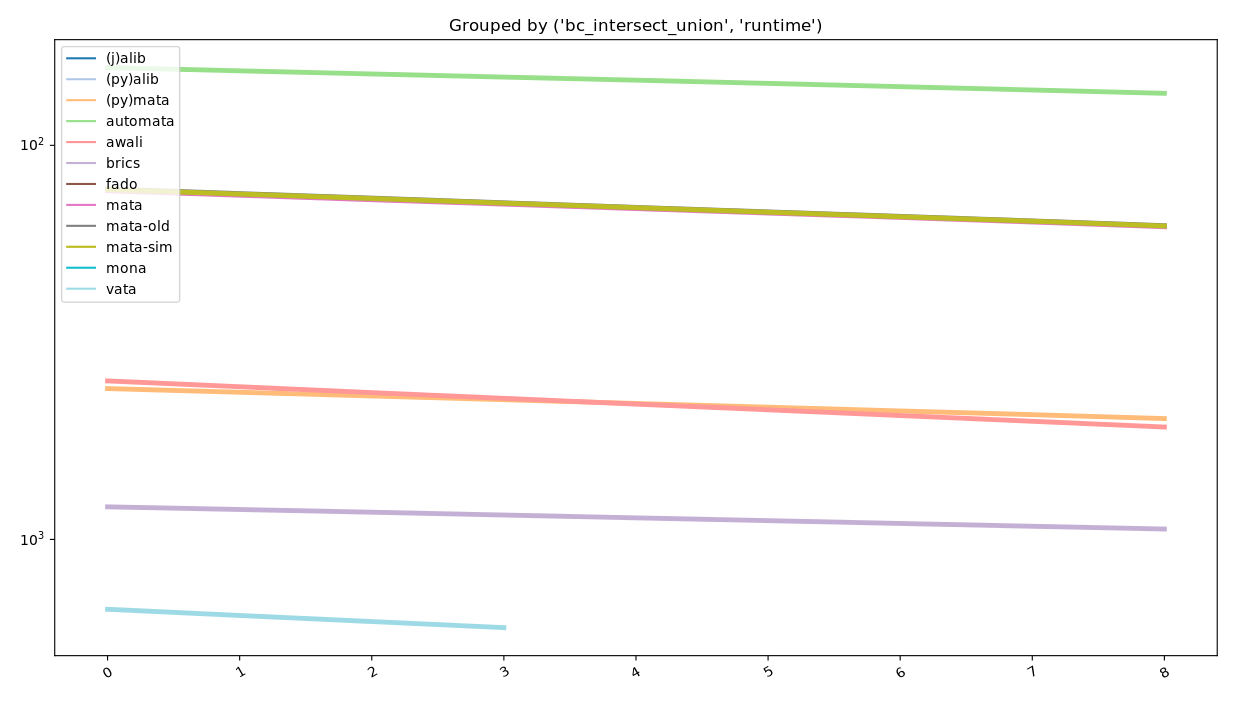 Grouped by ('bc_intersect_union', 'runtime')
(j)alib
(py)alib
(py)mata
automata
awali
brics
fado
mata
mata-old
mata-sim
mona
vata
10²
10³
0 1 2 3 4 5 6 7 8